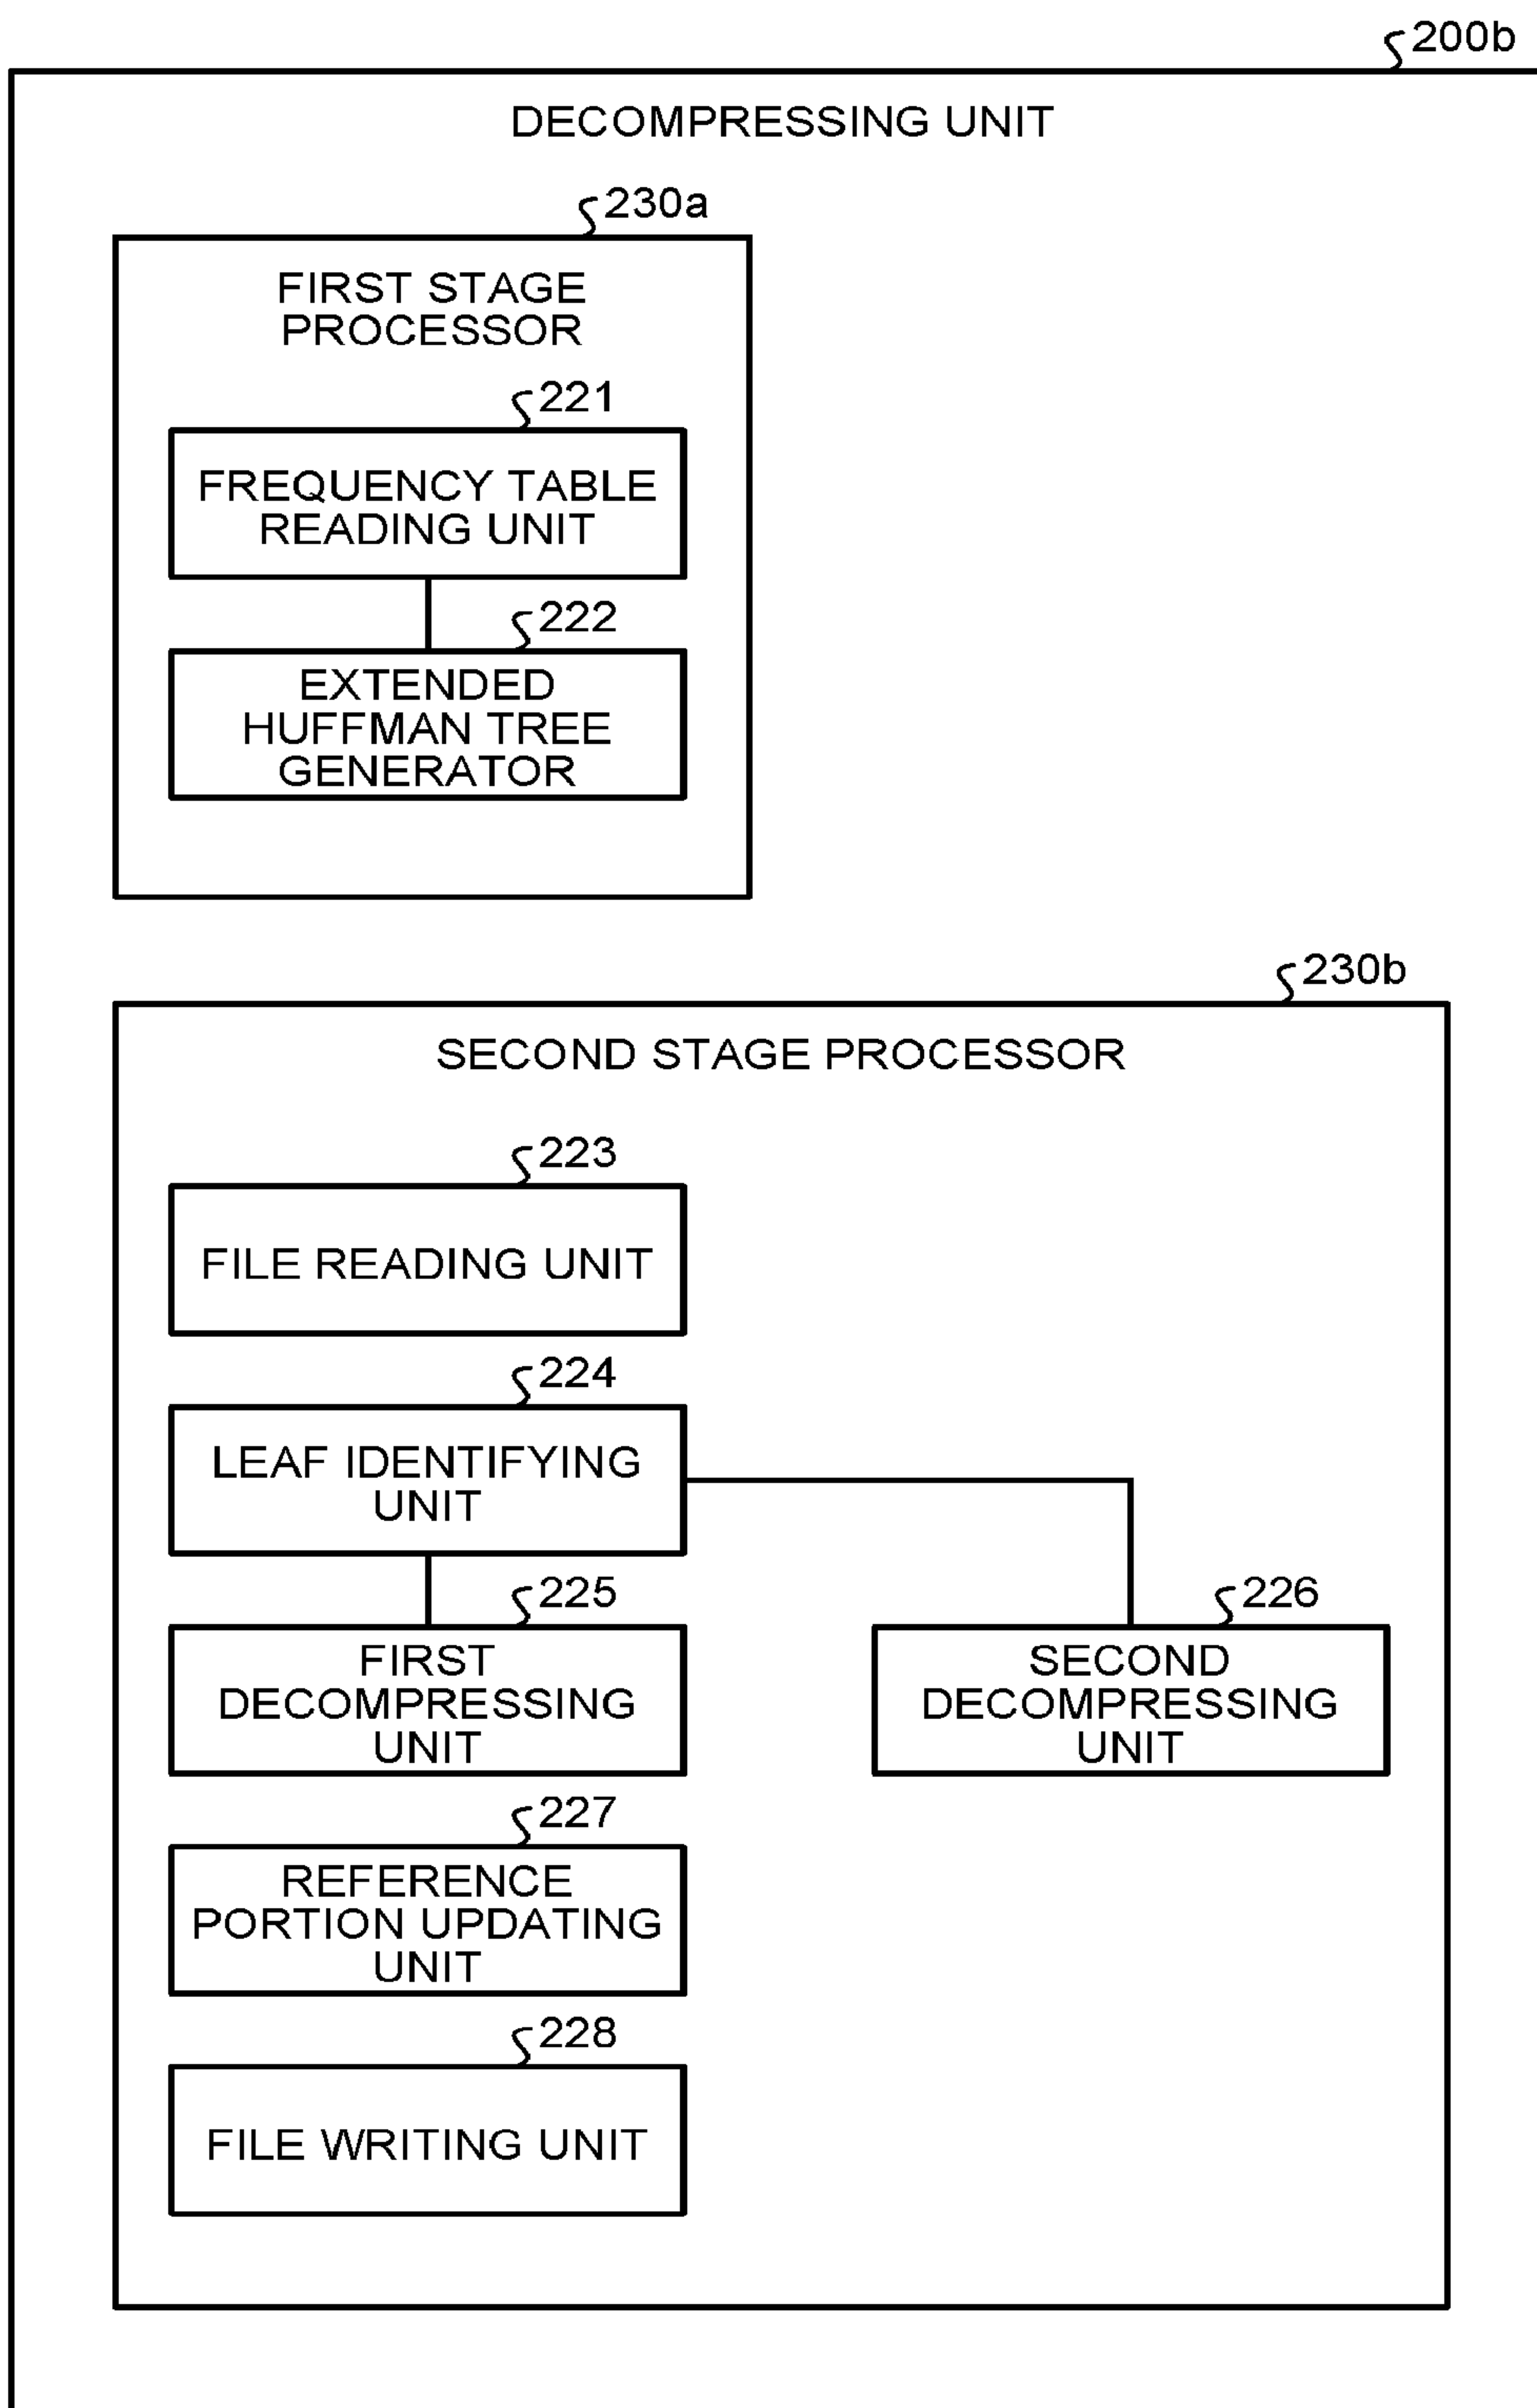 200b
DECOMPRESSING UNIT
230a
FIRST STAGE
PROCESSOR
221
FREQUENCY TABLE
READING UNIT
222
EXTENDED
HUFFMAN TREE
GENERATOR
230b
SECOND STAGE PROCESSOR
223
FILE READING UNIT
224
LEAF IDENTIFYING
UNIT
225
FIRST
DECOMPRESSING
UNIT
226
SECOND
DECOMPRESSING
UNIT
227
REFERENCE
PORTION UPDATING
UNIT
228
FILE WRITING UNIT